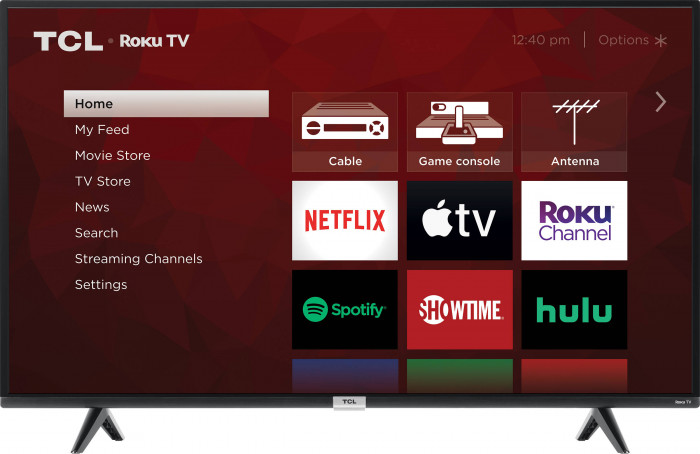 TCL • Roku TV
12:40 pm | Options
Home
My Feed
Movie Store
TV Store
News
Search
Streaming Channels
Settings
Cable
Game console
Antenna
NETFLIX
tv
Roku Channel
Spotify
SHOWTIME
hulu
TCL
Roku TV